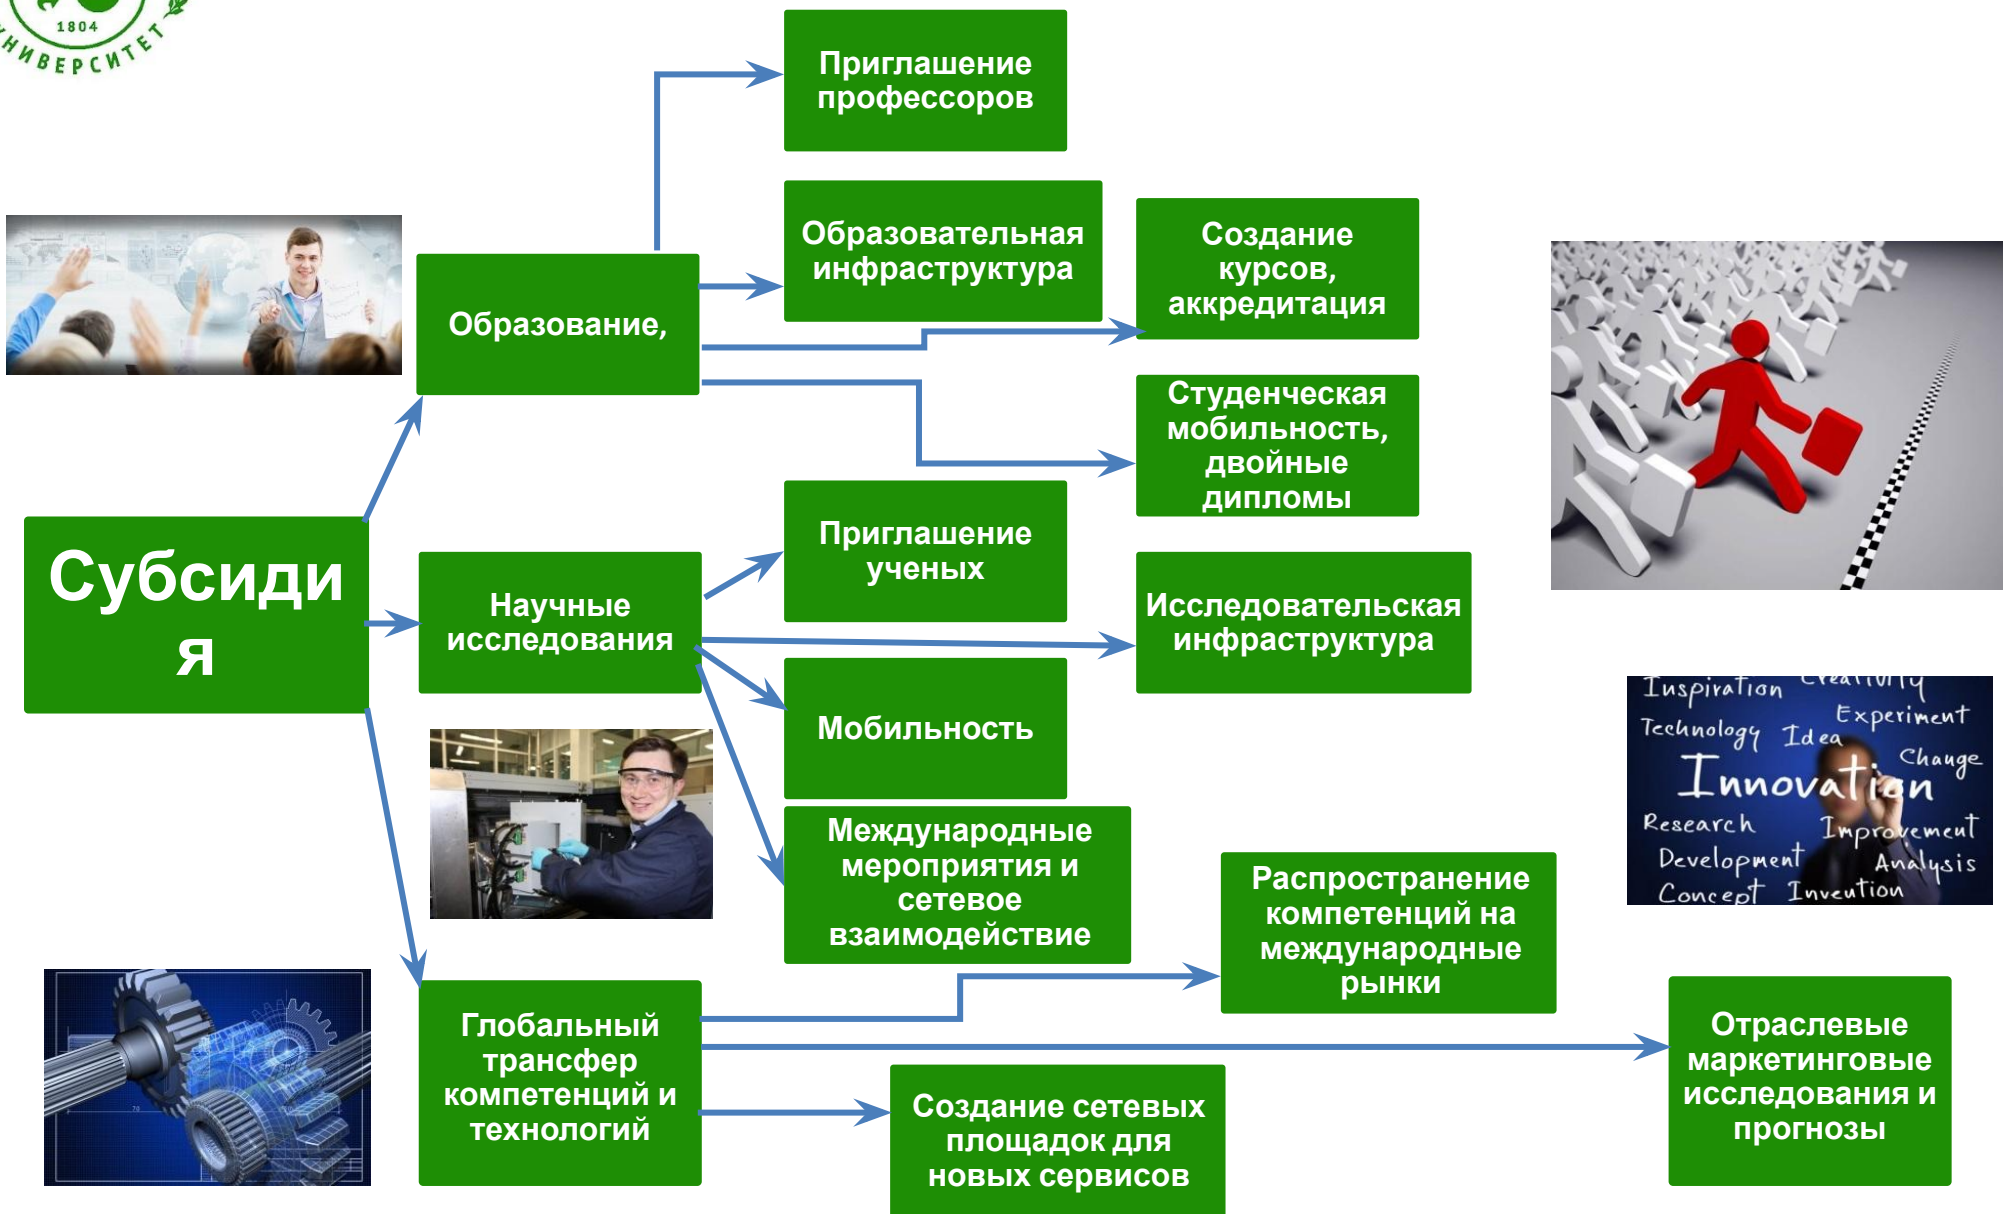 1804
УНИВЕРСИТЕТ
Приглашение
профессоров
Образовательная
инфраструктура
Создание
курсов,
аккредитация
Образование,
Студенческая
мобильность,
двойные
дипломы
Субсиди
я
Научные
исследования
Приглашение
ученых
Исследовательская
инфраструктура
Мобильность
Международные
мероприятия и
сетевое
взаимодействие
Inspiration Creativity
Experiment
Technology Idea
Change
Innovation
Research Improvement
Development Analysis
Concept Invention
Распространение
компетенций на
международные
рынки
Глобальный
трансфер
компетенций и
технологий
Создание сетевых
площадок для
новых сервисов
Отраслевые
маркетинговые
исследования и
прогнозы